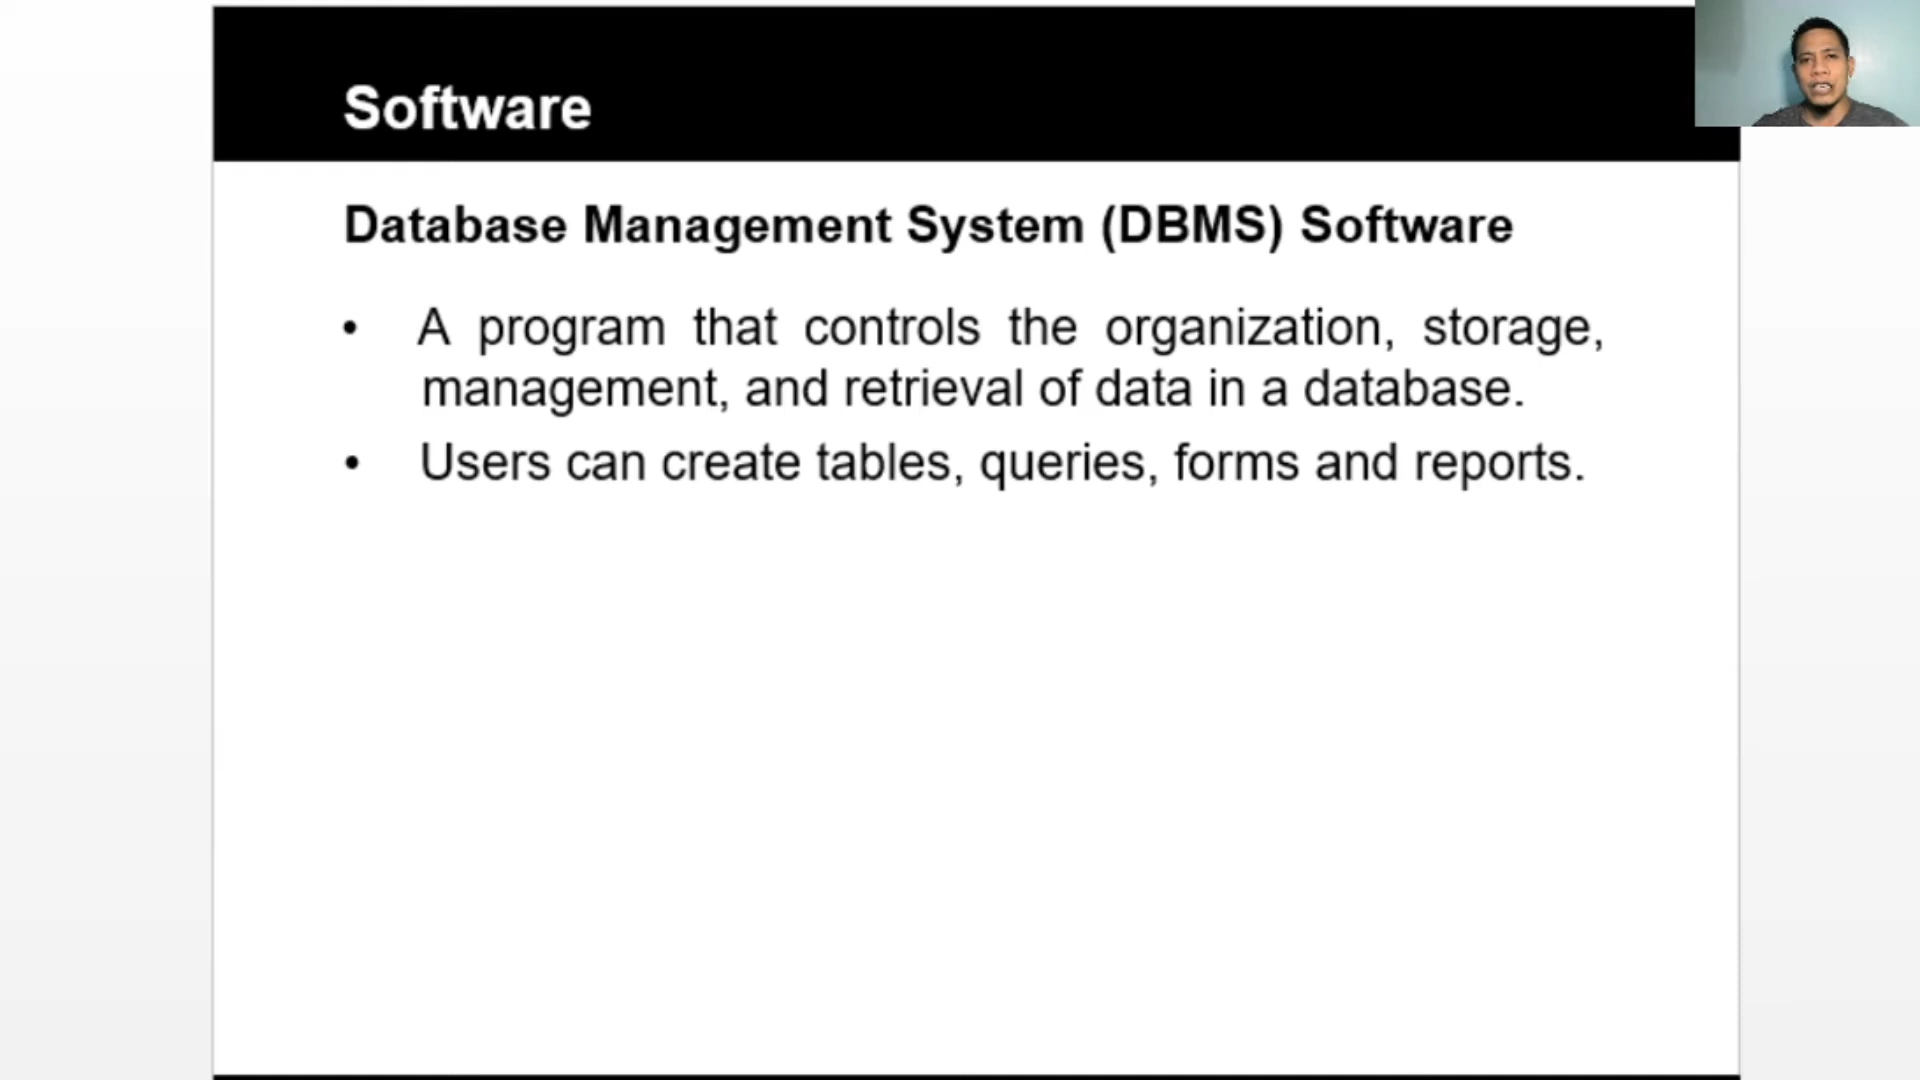 Software
Database Management System (DBMS) Software
• A program that controls the organization, storage,
management, and retrieval of data in a database.
• Users can create tables, queries, forms and reports.